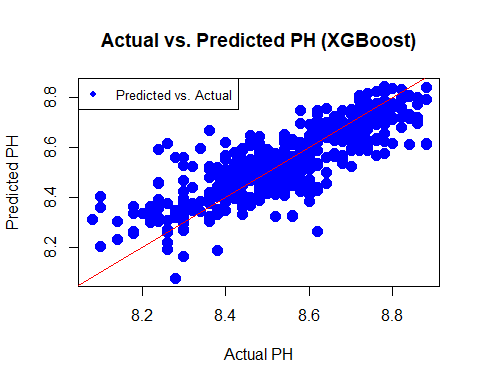 Actual vs. Predicted PH (XGBoost)
Predicted vs. Actual
Predicted PH
8.8
8.6
8.4
8.2
8.2 8.4 8.6 8.8
Actual PH